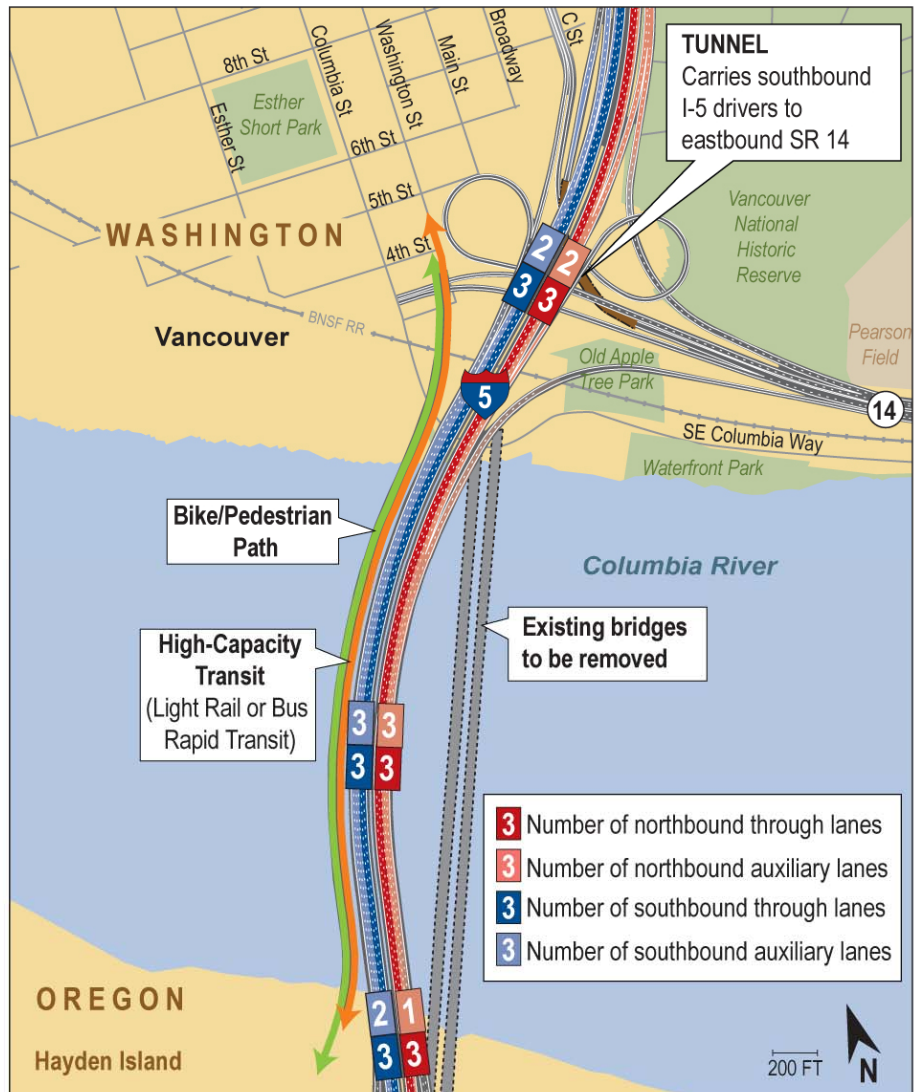 C St
Broadway
Main St
Washington St
Columbia St
8th St
Esther
Short Park
Esther St
6th St
5th St
4th St
TUNNEL
Carries southbound
I-5 drivers to
eastbound SR 14
Vancouver
National
Historic
Reserve
WASHINGTON
2 2
3 3
BNSF RR
Vancouver
Pearson
Field
Old Apple
Tree Park
5
14
SE Columbia Way
Waterfront Park
Bike/Pedestrian
Path
Columbia River
High-Capacity
Transit
(Light Rail or Bus
Rapid Transit)
Existing bridges
to be removed
3 3
3 3
3 Number of northbound through lanes
3 Number of northbound auxiliary lanes
3 Number of southbound through lanes
3 Number of southbound auxiliary lanes
OREGON
Hayden Island
2 1
3 3
200 FT
N